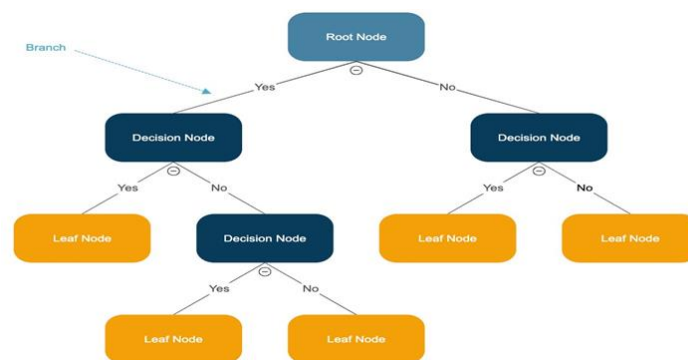 Root Node
Branch
Yes
No
Decision Node
Decision Node
Yes
No
Yes
No
Leaf Node
Decision Node
Leaf Node
Leaf Node
Yes
No
Leaf Node
Leaf Node